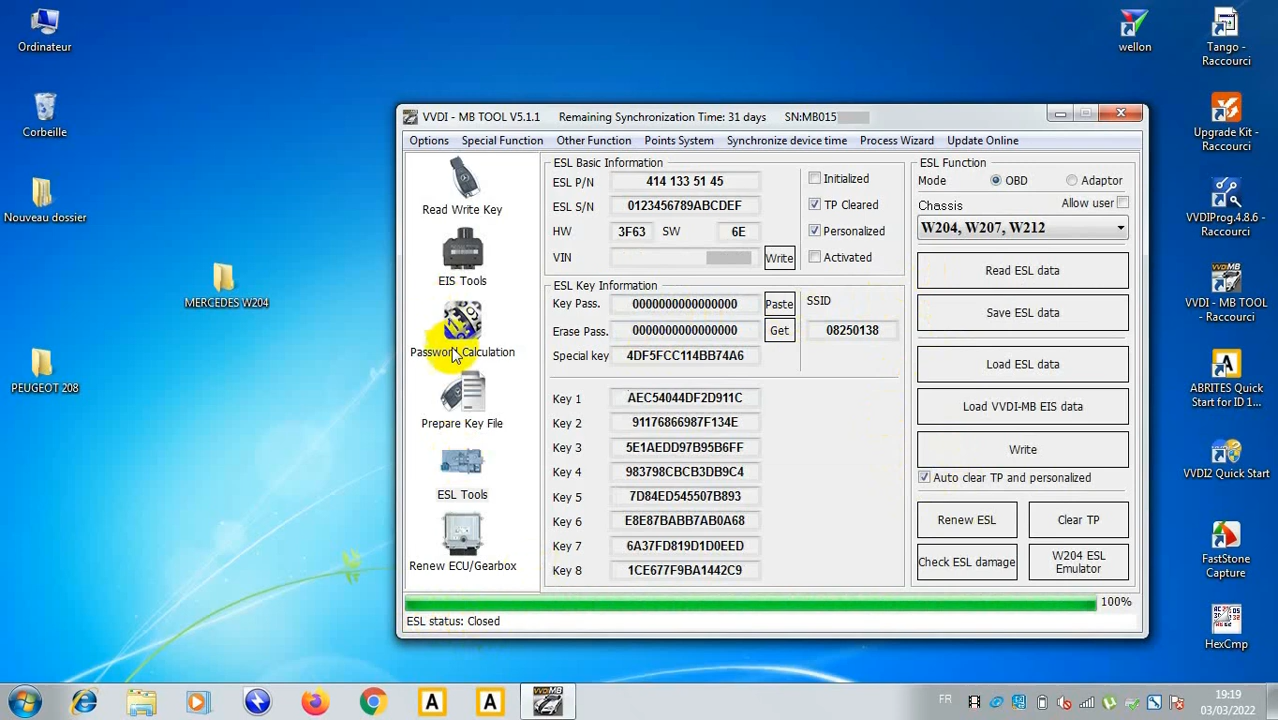 Ordinateur
Corbeille
Nouveau dossier
MERCEDES W204
PEUGEOT 208
wellon
Tango -
Raccourci
Upgrade Kit -
Raccourci
VVDIProg.4.8.6 -
Raccourci
VVDI - MB TOOL -
Raccourci
ABRITES Quick
Start for ID 1...
VVDI2 Quick Start
FastStone
Capture
HexCmp
VVDI - MB TOOL V5.1.1 Remaining Synchronization Time: 31 days SN:MB015
Options Special Function Other Function Points System Synchronize device time Process Wizard Update Online
Read Write Key
EIS Tools
Password Calculation
Prepare Key File
ESL Tools
Renew ECU/Gearbox
ESL Basic Information
ESL P/N 414 133 51 45
ESL S/N 0123456789ABCDEF
HW 3F63 SW 6E
VIN Write
Initialized
TP Cleared
Personalized
Activated
ESL Key Information
Key Pass. 0000000000000000 Paste
Erase Pass. 0000000000000000 Get
Special key 4DF5FCC114BB74A6
SSID
08250138
Key 1 AEC54044DF2D911C
Key 2 91176866987F134E
Key 3 5E1AEDD97B95B6FF
Key 4 983798CBCB3DB9C4
Key 5 7D84ED545507B893
Key 6 E8E87BABB7AB0A68
Key 7 6A37FD819D1D0EED
Key 8 1CE677F9BA1442C9
ESL Function
Mode OBD Adaptor
Chassis Allow user
W204, W207, W212
Read ESL data
Save ESL data
Load ESL data
Load VVDI-MB EIS data
Write
Auto clear TP and personalized
Renew ESL Clear TP
Check ESL damage W204 ESL
Emulator
100%
ESL status: Closed
FR
19:19
03/03/2022